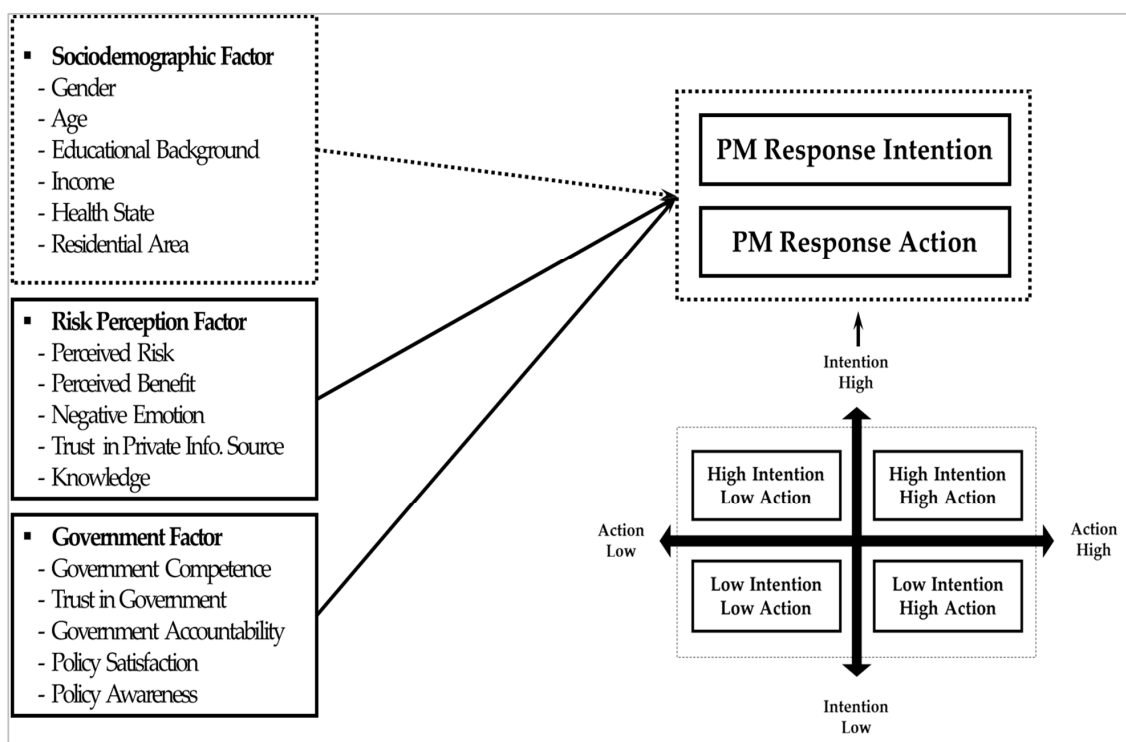 ▪ Sociodemographic Factor
- Gender
- Age
- Educational Background
- Income
- Health State
- Residential Area
▪ Risk Perception Factor
- Perceived Risk
- Perceived Benefit
- Negative Emotion
- Trust in Private Info. Source
- Knowledge
▪ Government Factor
- Government Competence
- Trust in Government
- Government Accountability
- Policy Satisfaction
- Policy Awareness
PM Response Intention
PM Response Action
Intention
High
High Intention
Low Action
High Intention
High Action
Action
Low
Action
High
Low Intention
Low Action
Low Intention
High Action
Intention
Low